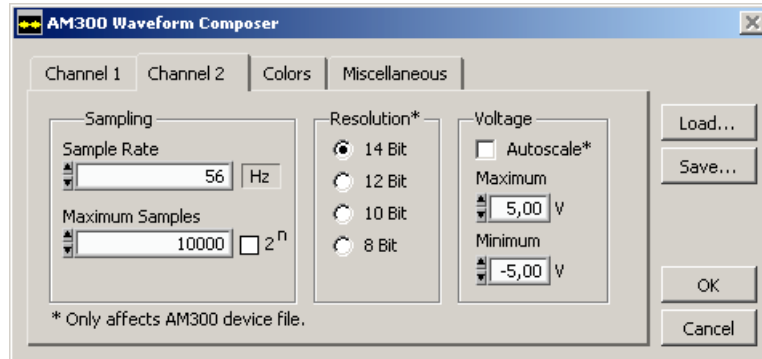 AM300 Waveform Composer
Channel 1 Channel 2 Colors Miscellaneous
Sampling
Sample Rate
56 Hz
Maximum Samples
10000 2n
Resolution*
14 Bit
12 Bit
10 Bit
8 Bit
Voltage
Autoscale*
Maximum
5,00 V
Minimum
-5,00 V
* Only affects AM300 device file.
Load...
Save...
OK
Cancel